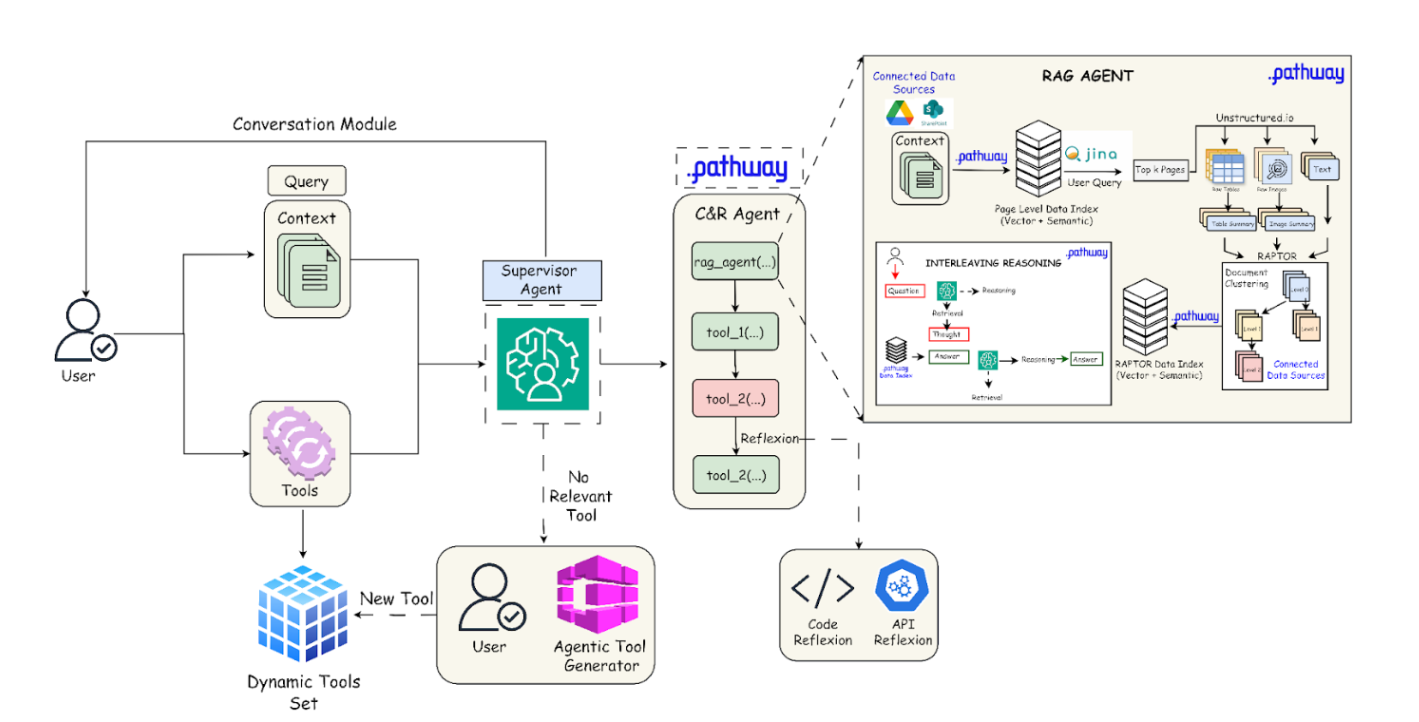 Conversation Module
Query
Context
User
Tools
Dynamic Tools
Set
New Tool
User
Agentic Tool
Generator
No
Relevant
Tool
Supervisor
Agent
.pathway
C&R Agent
rag_agent(...)
tool_1(...)
tool_2(...)
Reflexion
tool_2(...)
Code
Reflexion
API
Reflexion
RAG AGENT
.pathway
Connected Data
Sources
SharePoint
Context
.pathway
Page Level Data Index
(Vector + Semantic)
jina
User Query
Top k Pages
Unstructured.io
Raw Tables
Raw Images
Text
Table Summary
Image Summary
RAPTOR
Document
Clustering
Level 0
Level 1
Level 1
Level 2
Connected
Data Sources
.pathway
RAPTOR Data Index
(Vector + Semantic)
INTERLEAVING REASONING
.pathway
Question
Reasoning
Retrieval
Thought
Answer
pathway
Data Index
Reasoning
Answer
Retrieval